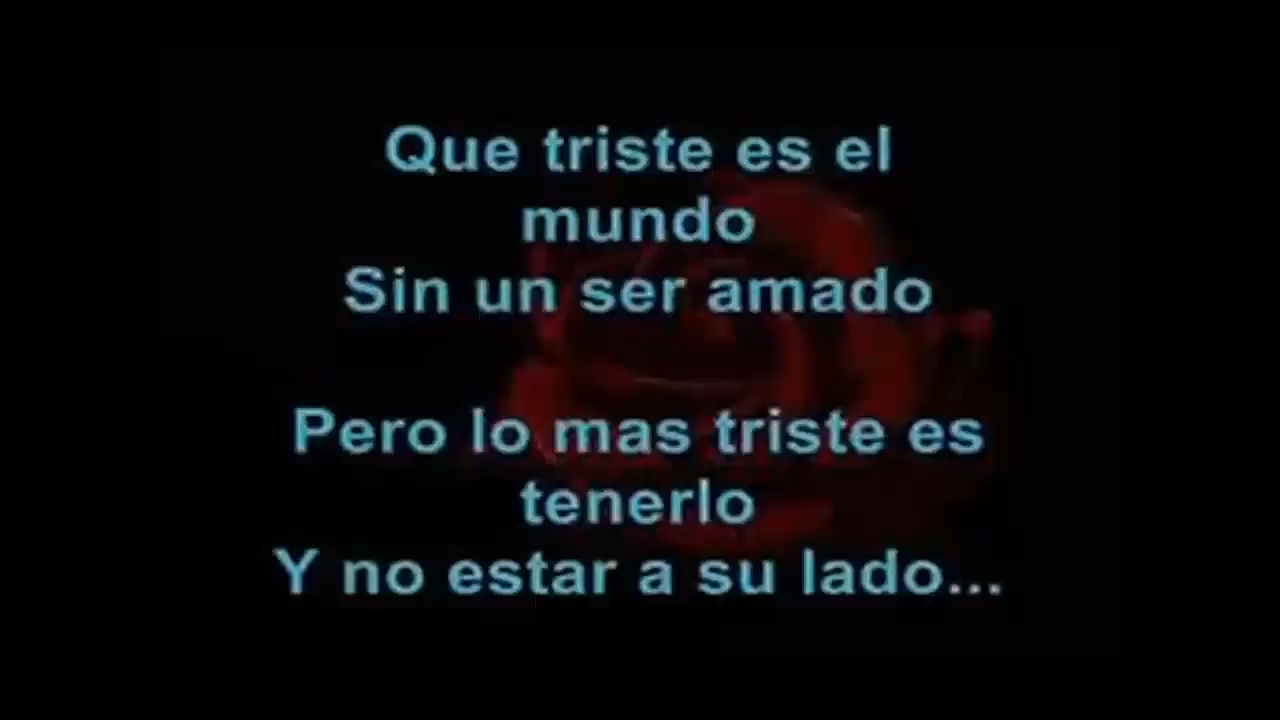 Que triste es el
mundo
Sin un ser amado
Pero lo mas triste es
tenerlo
Y no estar a su lado...